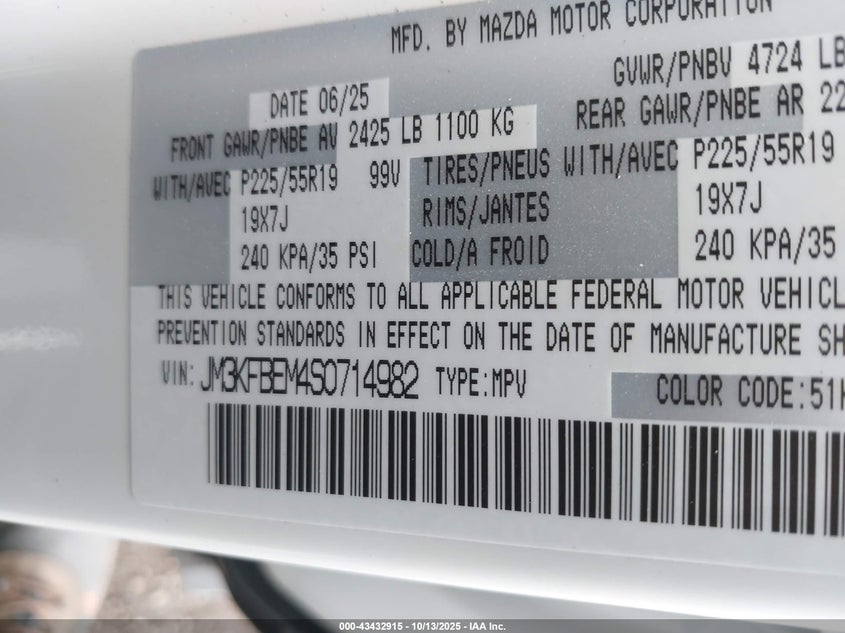 MFD. BY MAZDA MOTOR CORPORATION
DATE 06/25 GVWR/PNBV 4724 LB
FRONT GAWR/PNBE AV 2425 LB 1100 KG REAR GAWR/PNBE AR 22
WITH/AVEC P225/55R19 99V TIRES/PNEUS WITH/AVEC P225/55R19
19X7J RIMS/JANTES 19X7J
240 KPA/35 PSI COLD/A FROID 240 KPA/35
THIS VEHICLE CONFORMS TO ALL APPLICABLE FEDERAL MOTOR VEHICL
PREVENTION STANDARDS IN EFFECT ON THE DATE OF MANUFACTURE SH
VIN: JM3KFBEM4S0714982 TYPE:MPV COLOR CODE:51K
000-43432915 - 10/13/2025 - IAA Inc.